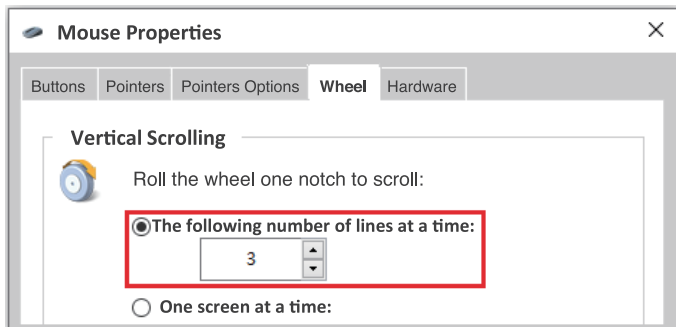 Mouse Properties
Buttons Pointers Pointers Options Wheel Hardware
Vertical Scrolling
Roll the wheel one notch to scroll:
The following number of lines at a time:
3
One screen at a time: